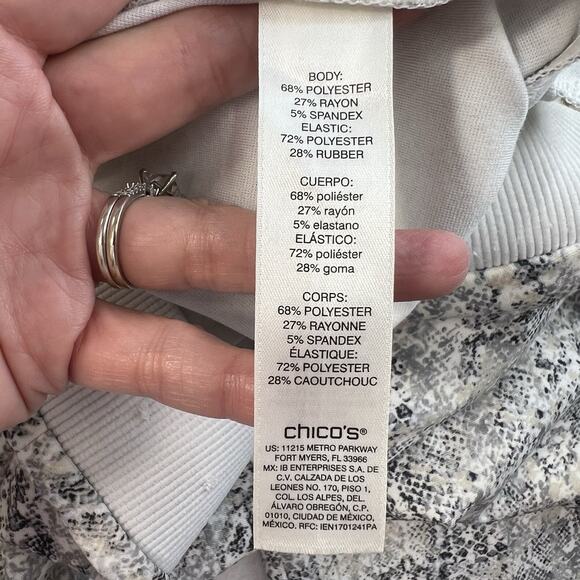 BODY:
68% POLYESTER
27% RAYON
5% SPANDEX
ELASTIC:
72% POLYESTER
28% RUBBER
CUERPO:
68% poliéster
27% rayón
5% elastano
ELÁSTICO:
72% poliéster
28% goma
CORPS:
68% POLYESTER
27% RAYONNE
5% SPANDEX
ÉLASTIQUE:
72% POLYESTER
28% CAOUTCHOUC
chico's®
US: 11215 METRO PARKWAY
FORT MYERS, FL 33966
MX: IB ENTERPRISES S.A. DE
C.V. CALZADA DE LOS
LEONES NO. 170, PISO 1,
COL. LOS ALPES, DEL.
ÁLVARO OBREGÓN, C.P.
01010, CIUDAD DE MÉXICO,
MÉXICO. RFC: IEN1701241PA